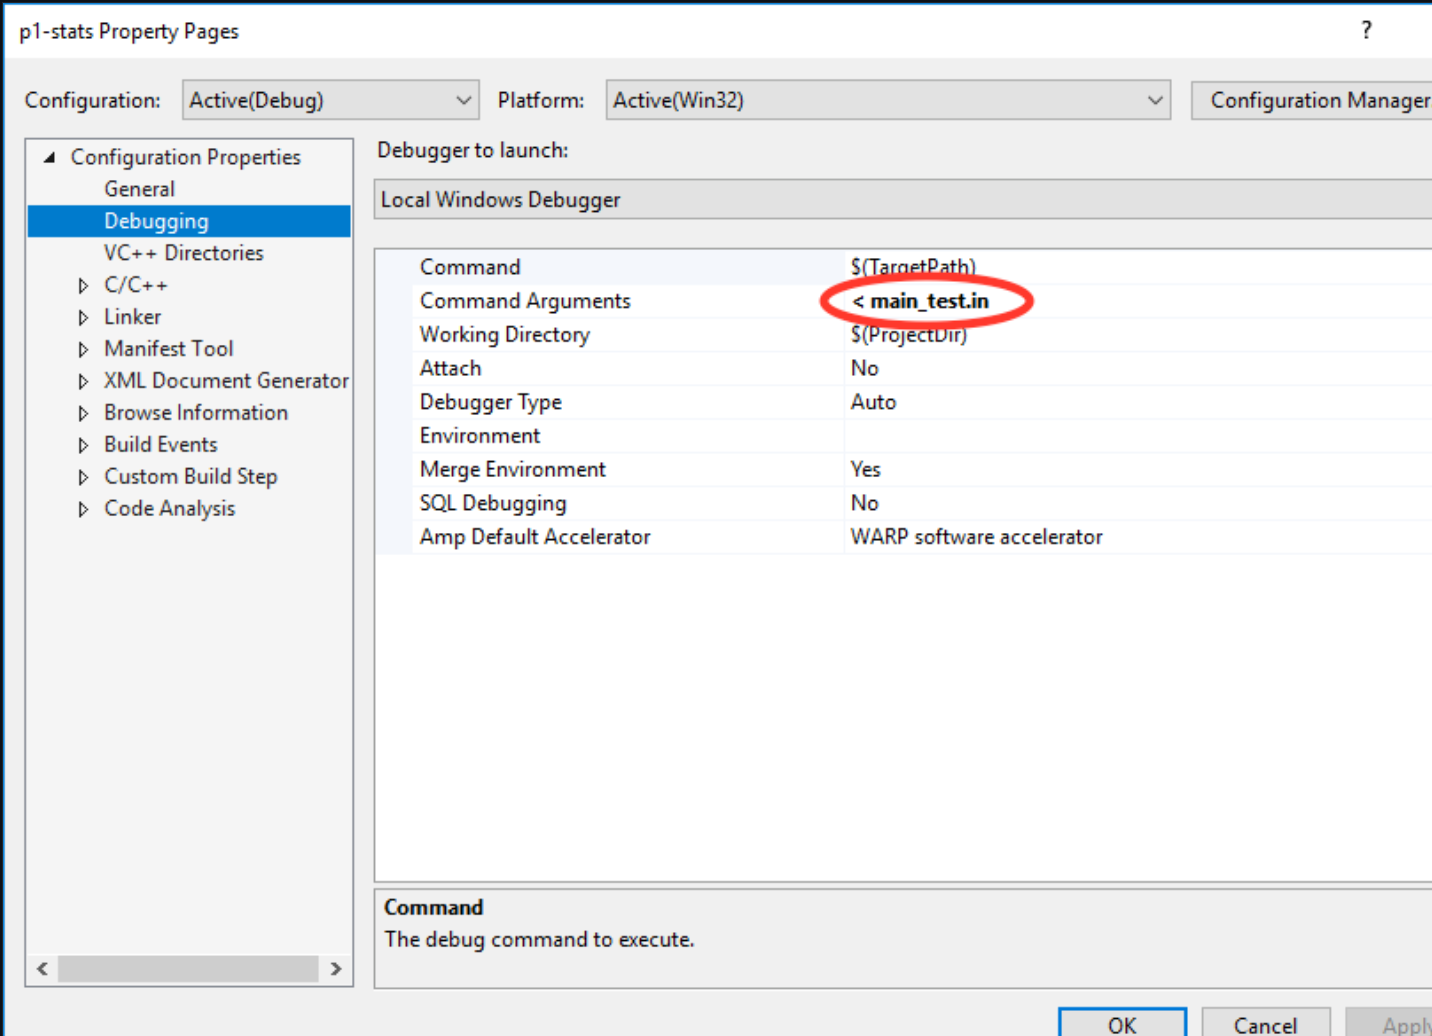 p1-stats Property Pages
?
Configuration: Active(Debug) Platform: Active(Win32) Configuration Manager
Configuration Properties
General
Debugging
VC++ Directories
C/C++
Linker
Manifest Tool
XML Document Generator
Browse Information
Build Events
Custom Build Step
Code Analysis
Debugger to launch:
Local Windows Debugger
Command $(TargetPath)
Command Arguments < main_test.in
Working Directory $(ProjectDir)
Attach No
Debugger Type Auto
Environment
Merge Environment Yes
SQL Debugging No
Amp Default Accelerator WARP software accelerator
Command
The debug command to execute.
OK Cancel Apply